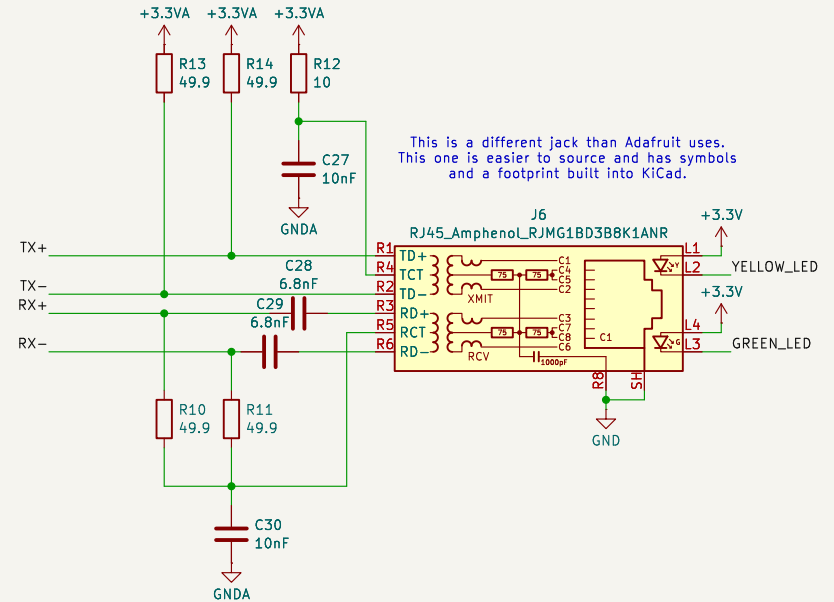 +3.3VA +3.3VA +3.3VA
R13 R14 R12
49.9 49.9 10
This is a different jack than Adafruit uses.
This one is easier to source and has symbols
and a footprint built into KiCad.
C27
10nF
GNDA
J6
RJ45_Amphenol_RJMG1BD3B8K1ANR
+3.3V
TX+
R1 TD+ C1 L1
C28
R4 TCT 75 75 C4 Y L2 YELLOW_LED
C5
6.8nF
TX- R2 TD- C2
XMIT
+3.3V
RX+ C29 R3 RD+ C3
6.8nF
R5 RCT 75 75 C7 L4
C8
C1
RX- R6 RD- C6 G L3 GREEN_LED
RCV
1000pF
R8 SH
R10 R11
49.9 49.9
GND
C30
10nF
GNDA